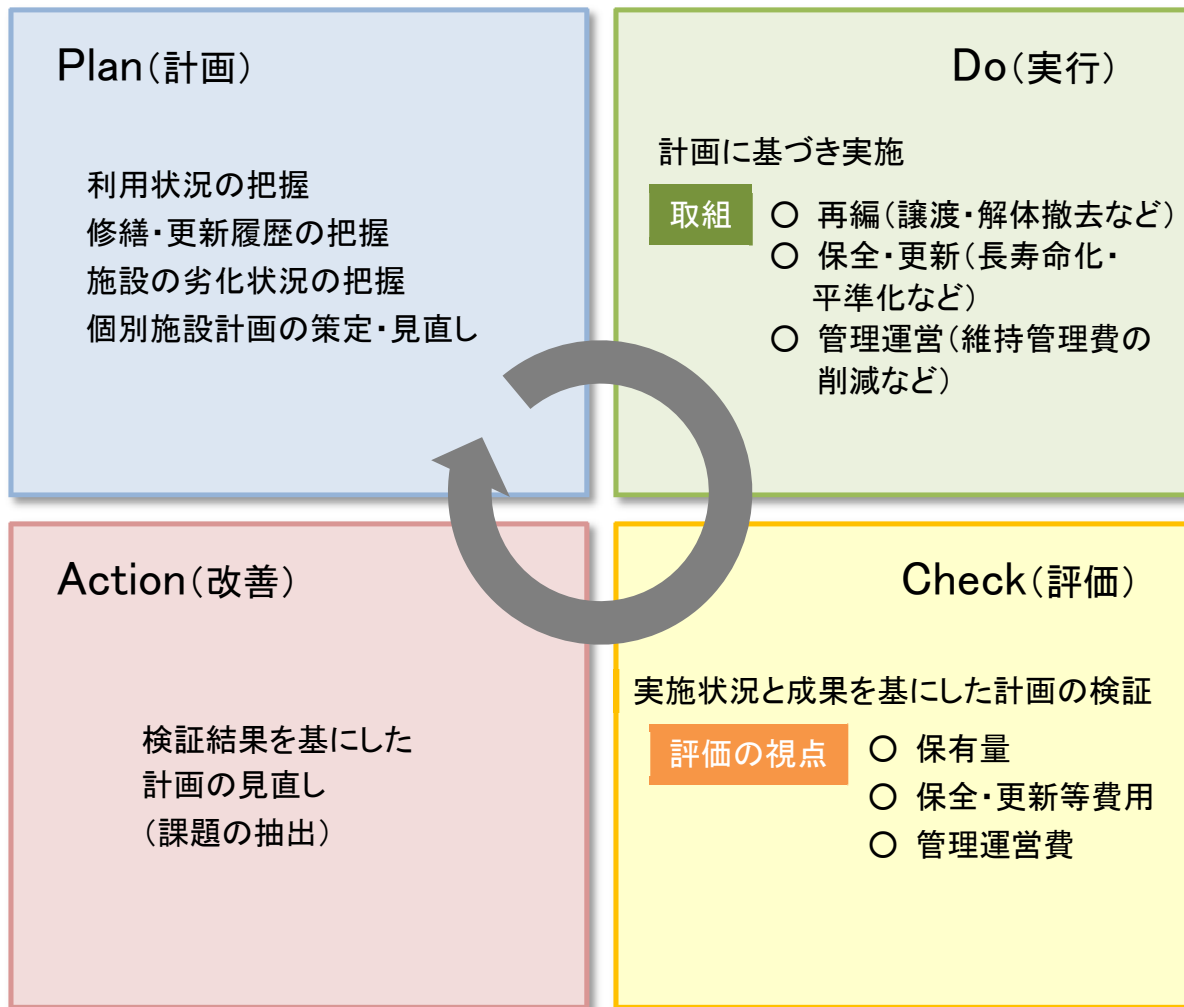 Plan(計画)
利用状況の把握
修繕・更新履歴の把握
施設の劣化状況の把握
個別施設計画の策定・見直し
Do(実行)
計画に基づき実施
取組 ○ 再編(譲渡・解体撤去など)
○ 保全・更新(長寿命化・
平準化など)
○ 管理運営(維持管理費の
削減など)
Action(改善)
検証結果を基にした
計画の見直し
(課題の抽出)
Check(評価)
実施状況と成果を基にした計画の検証
評価の視点 ○ 保有量
○ 保全・更新等費用
○ 管理運営費